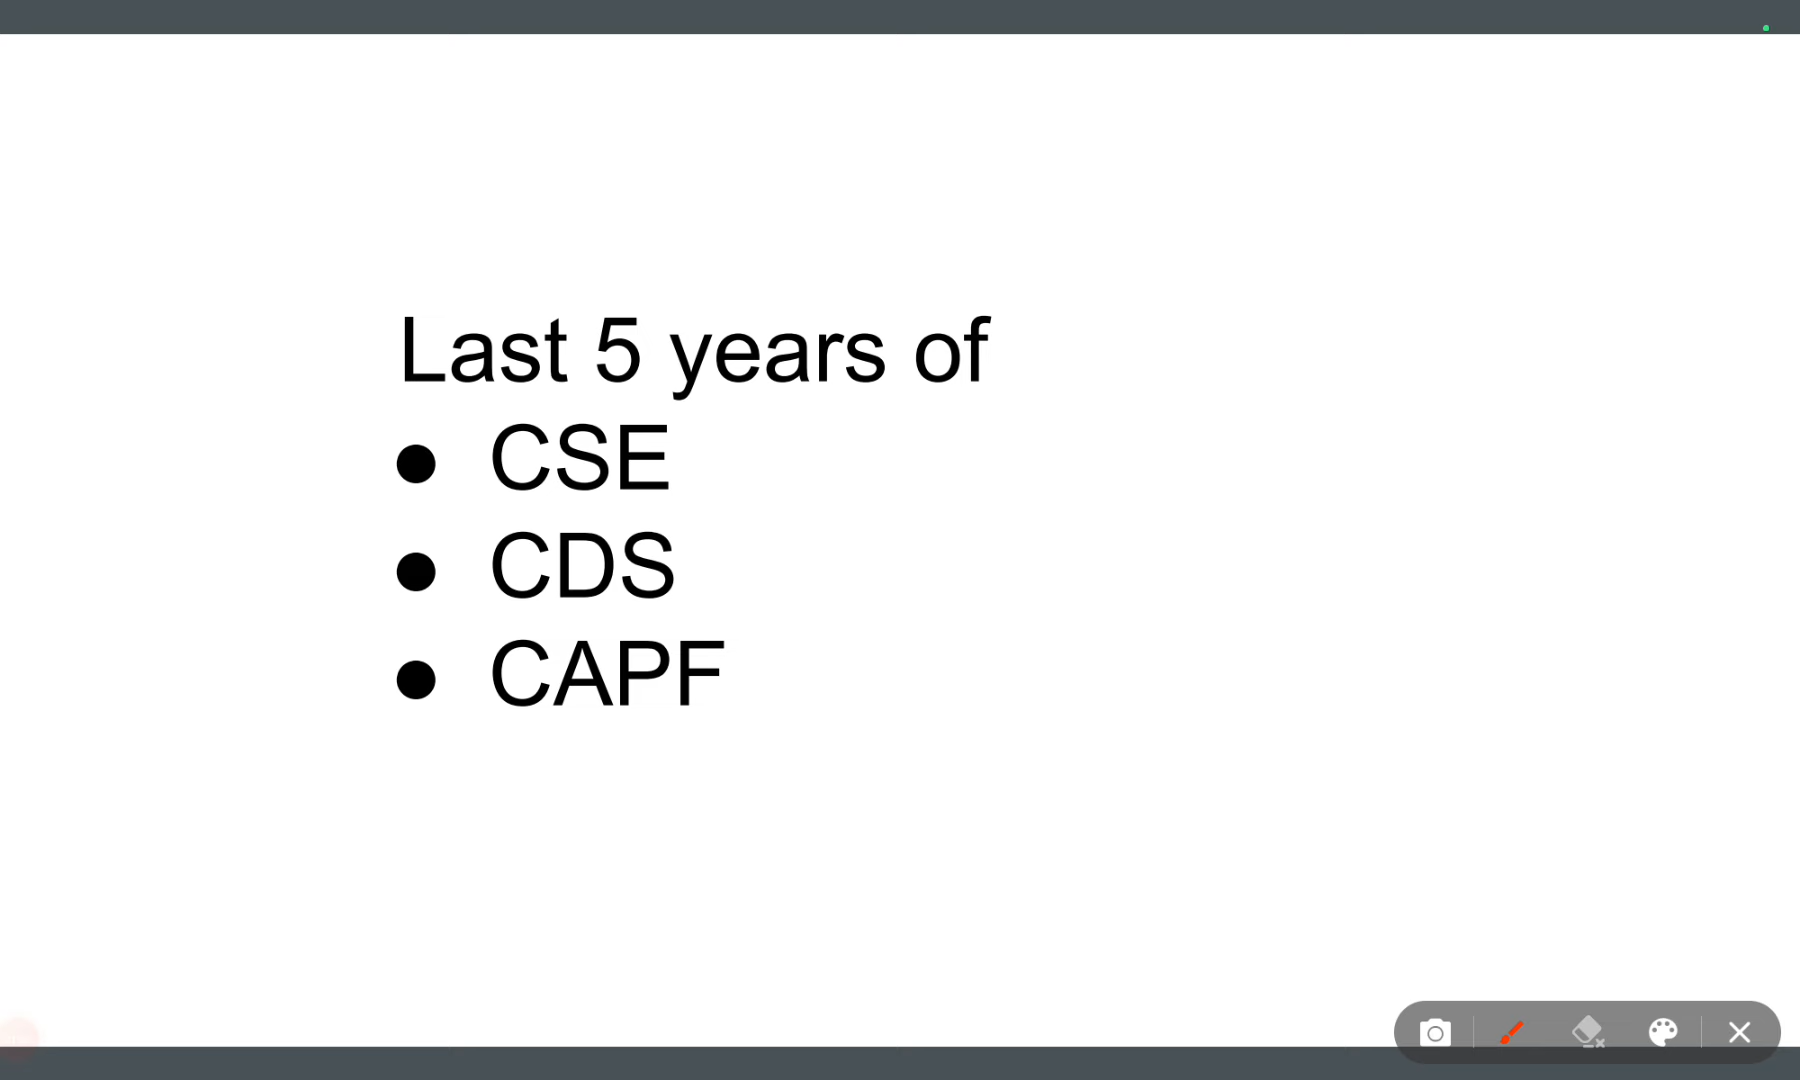 Last 5 years of
● CSE
● CDS
● CAPF